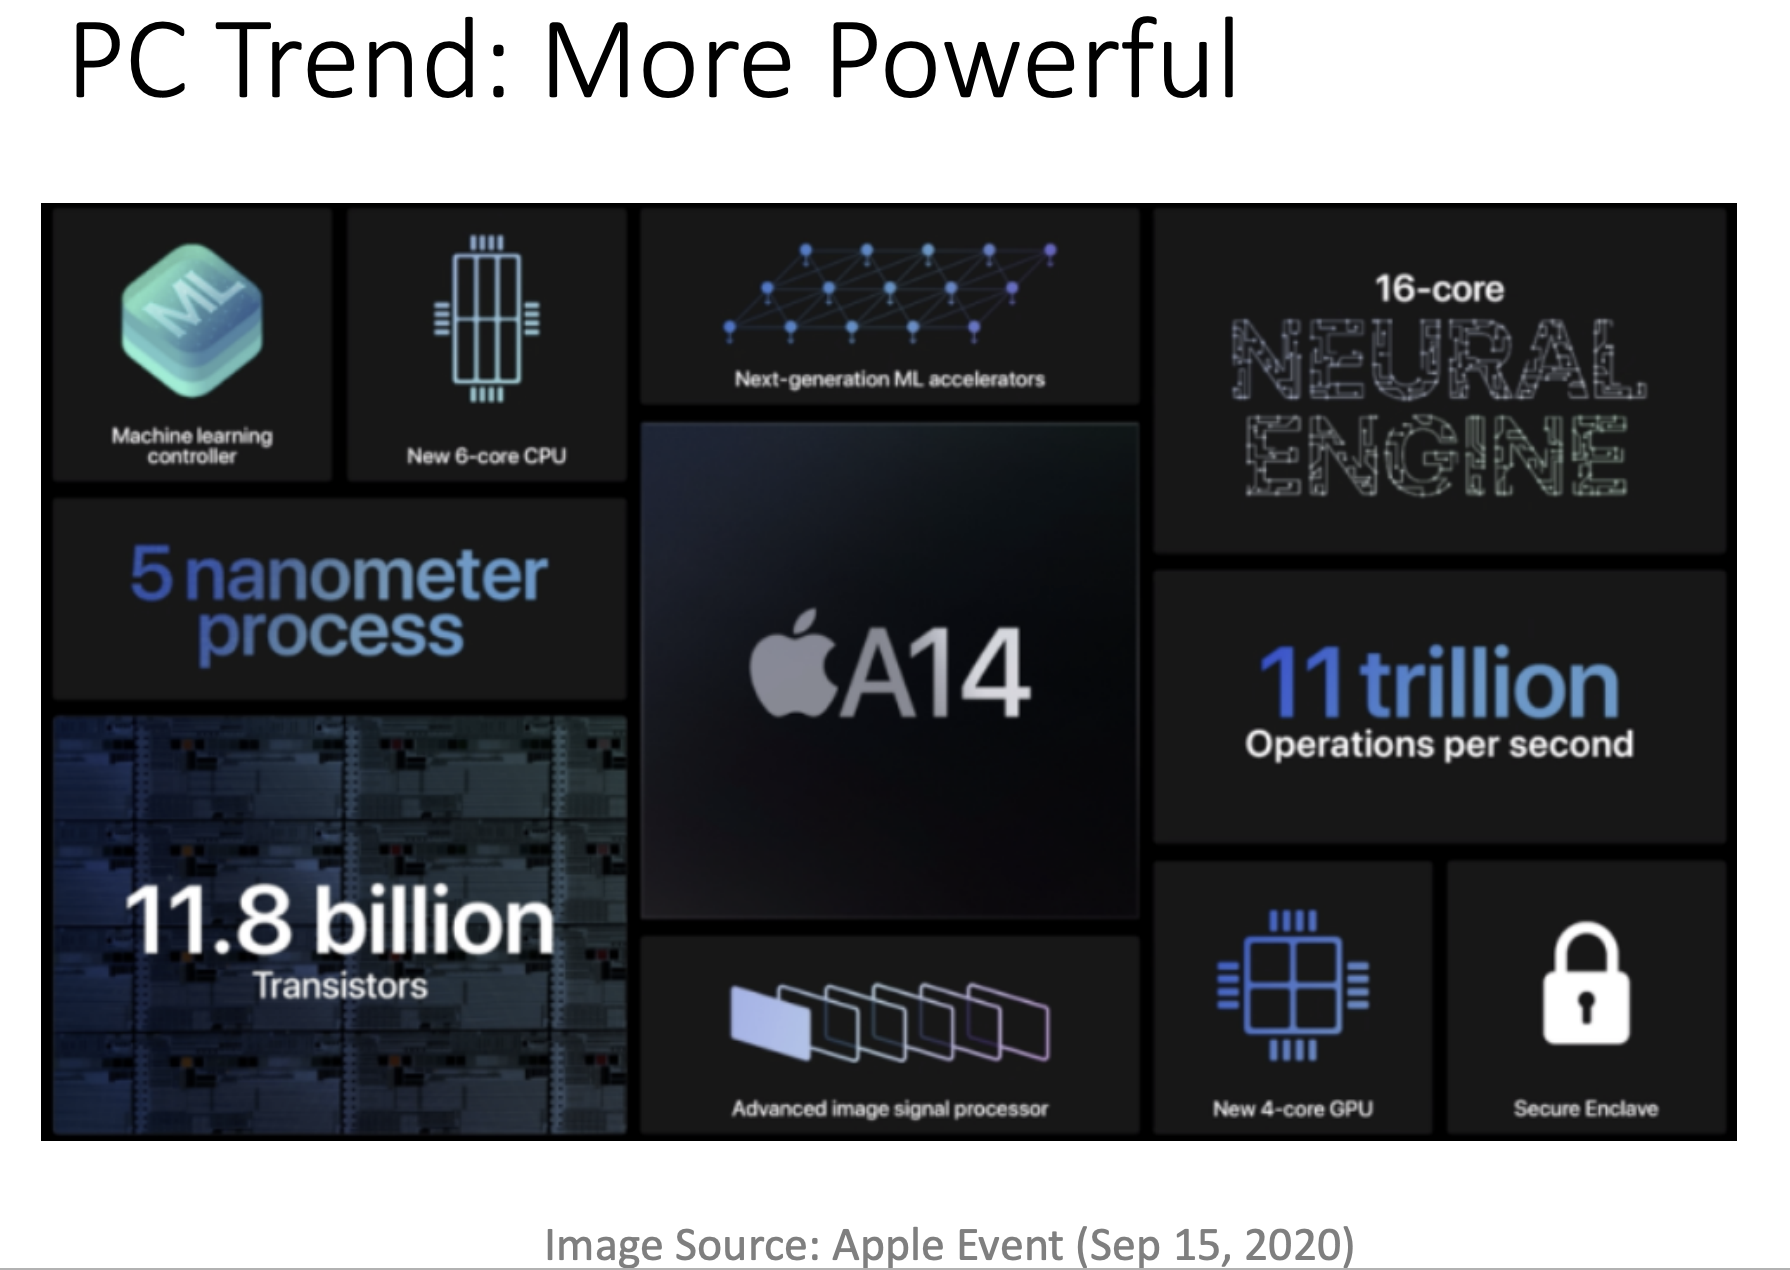 PC Trend: More Powerful
ML
Machine learning
controller
New 6-core CPU
Next-generation ML accelerators
16-core
NEURAL
ENGINE
5 nanometer
process
A14
11 trillion
Operations per second
11.8 billion
Transistors
Advanced image signal processor
New 4-core GPU
Secure Enclave
Image Source: Apple Event (Sep 15, 2020)